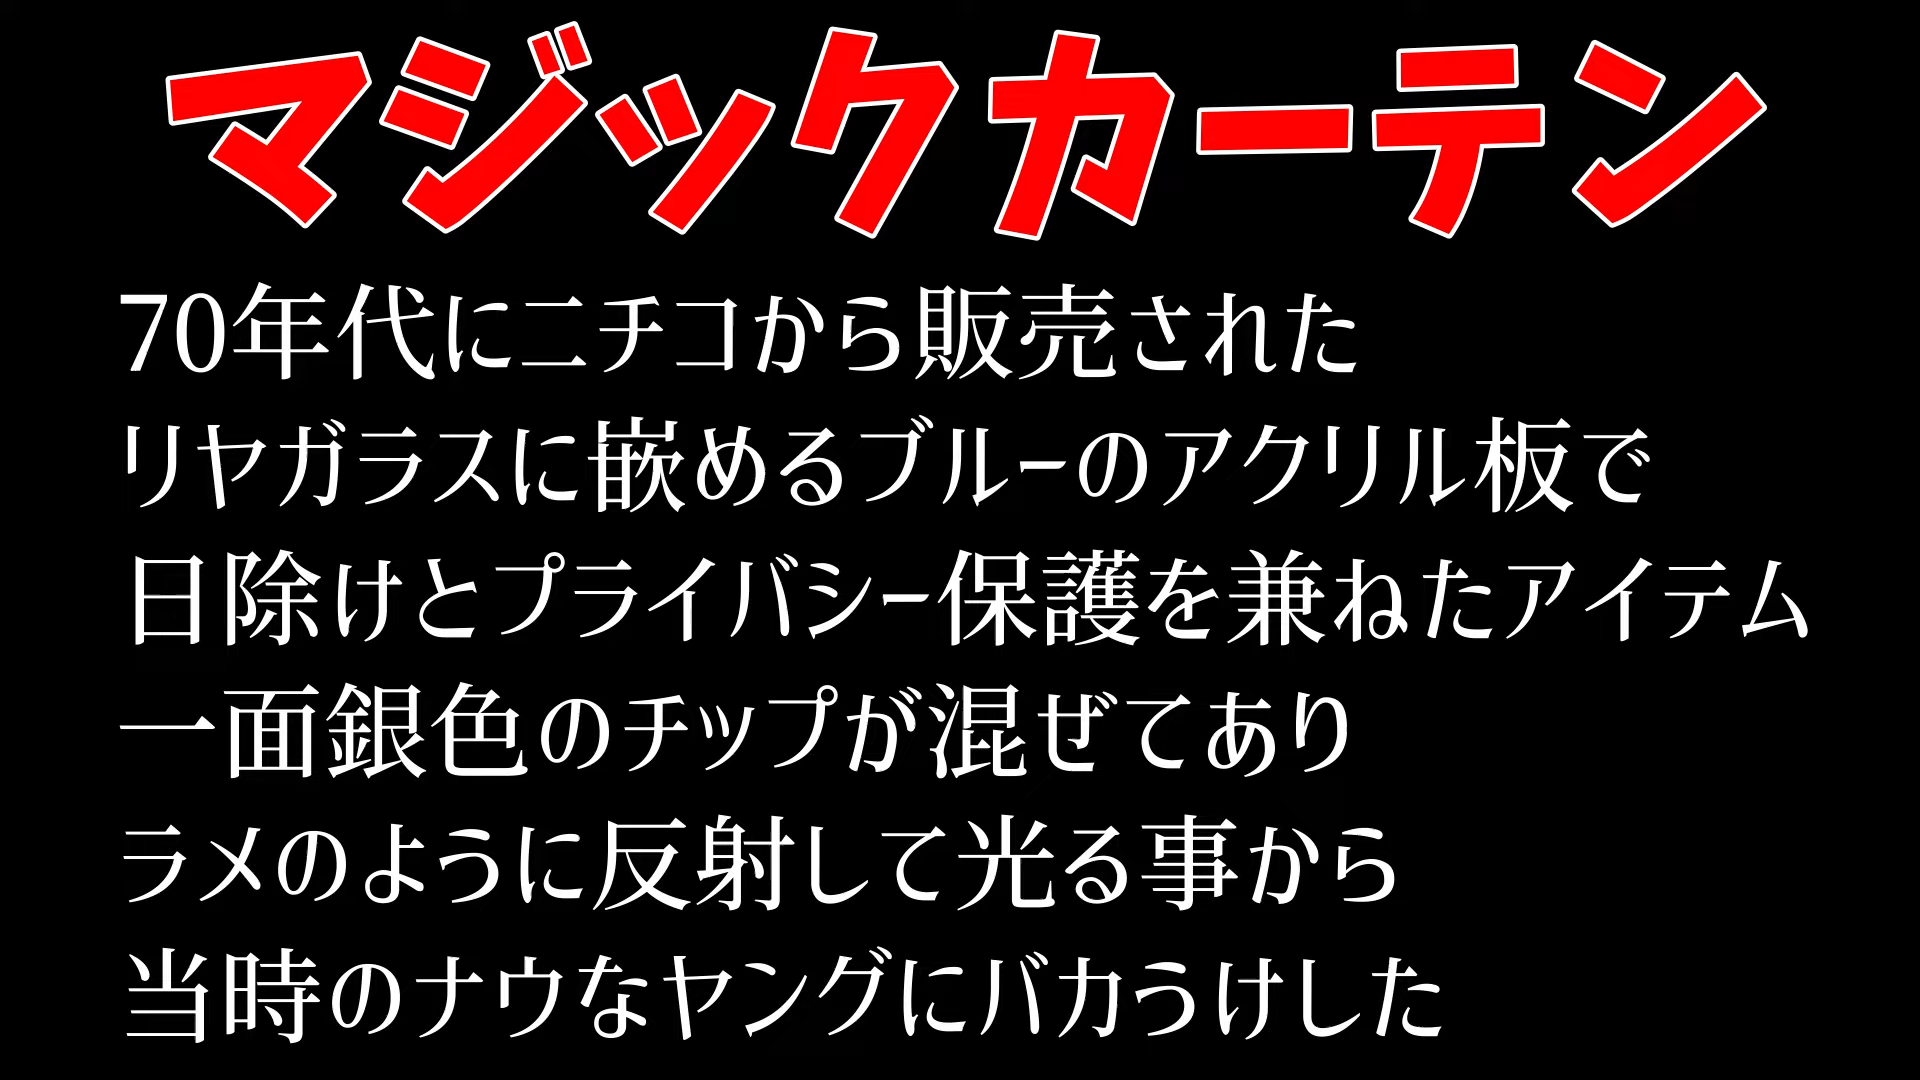 マジックカーテン
70年代にニチコから販売された
リヤガラスに嵌めるブルーのアクリル板で
日除けとプライバシー保護を兼ねたアイテム
一面銀色のチップが混ぜてあり
ラメのように反射して光る事から
当時のナウなヤングにバカうけした